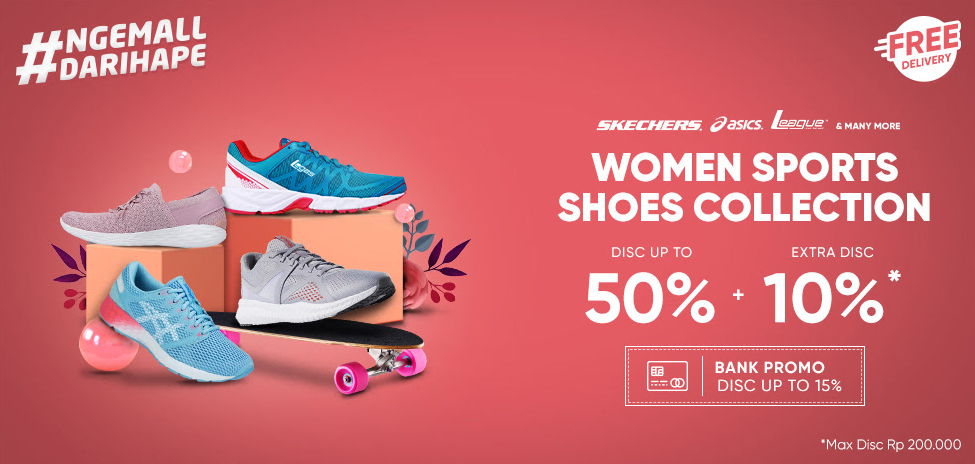 #NGEMALL
DARIHAPE
FREE
DELIVERY
SKECHERS. asics. League & MANY MORE
WOMEN SPORTS
SHOES COLLECTION
DISC UP TO
50%
+
EXTRA DISC
10%*
BANK PROMO
DISC UP TO 15%
*Max Disc Rp 200.000
League